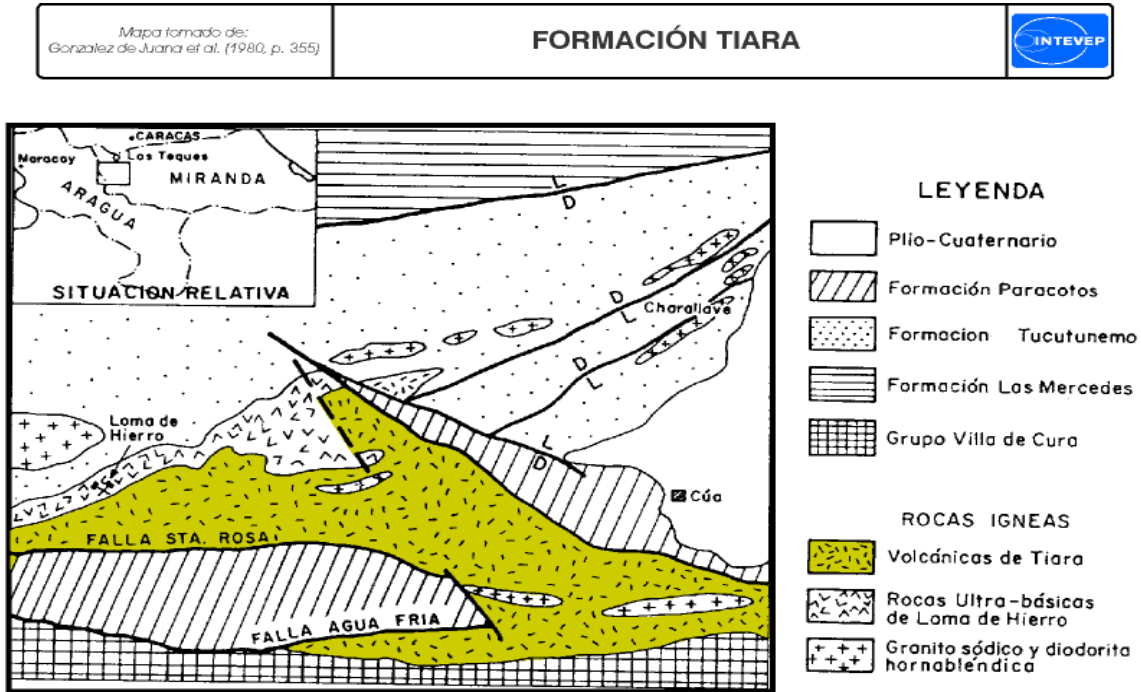 Mapa tomado de:
Gonzalez de Juana et al. (1980, p. 355)
FORMACIÓN TIARA
INTEVEP
CARACAS
Maracay
Los Teques
MIRANDA
ARAGUA
SITUACION RELATIVA
L
D
D
L
Charallave
D
L
Loma de
Hierro
L
D
Cúa
FALLA STA. ROSA
FALLA AGUA FRIA
LEYENDA
Plio-Cuaternario
Formación Paracotos
Formacion Tucutunemo
Formación Las Mercedes
Grupo Villa de Cura
ROCAS IGNEAS
Volcánicas de Tiara
Rocas Ultra-básicas
de Loma de Hierro
Granito sódico y diodorita
hornabléndica